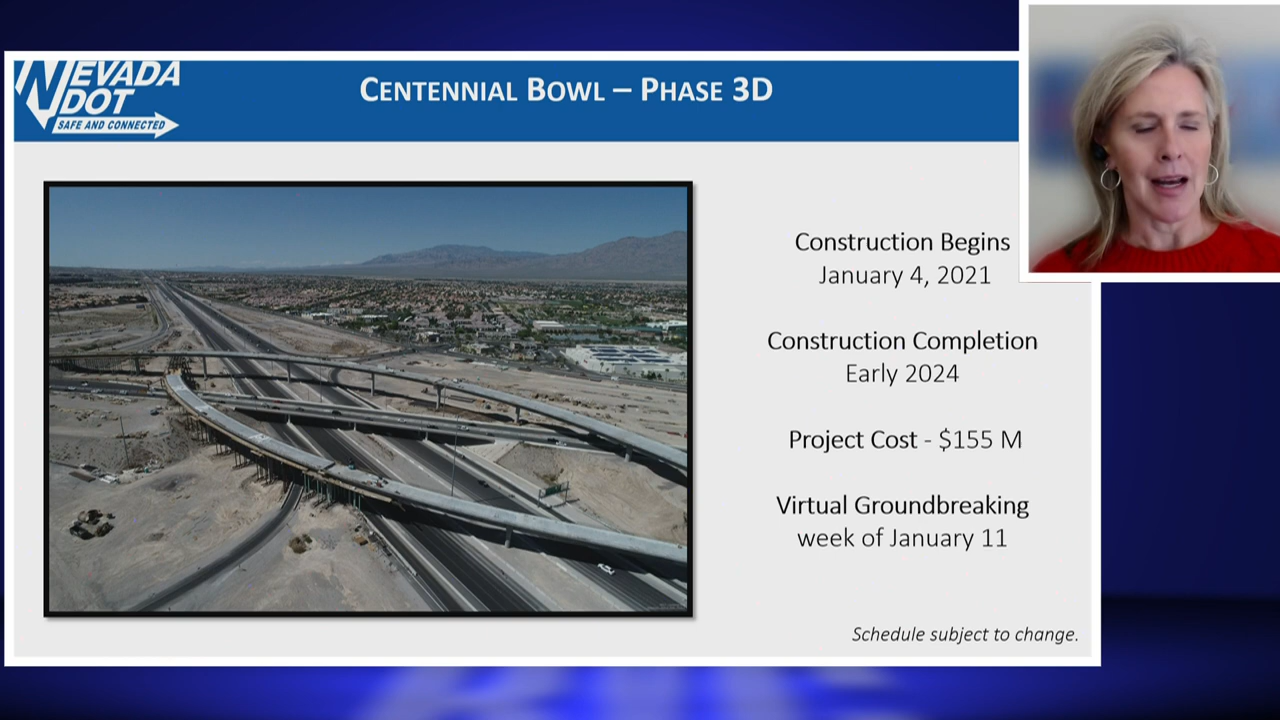 NEVADA
DOT
SAFE AND CONNECTED
CENTENNIAL BOWL – PHASE 3D
Construction Begins
January 4, 2021
Construction Completion
Early 2024
Project Cost - $155 M
Virtual Groundbreaking
week of January 11
Schedule subject to change.